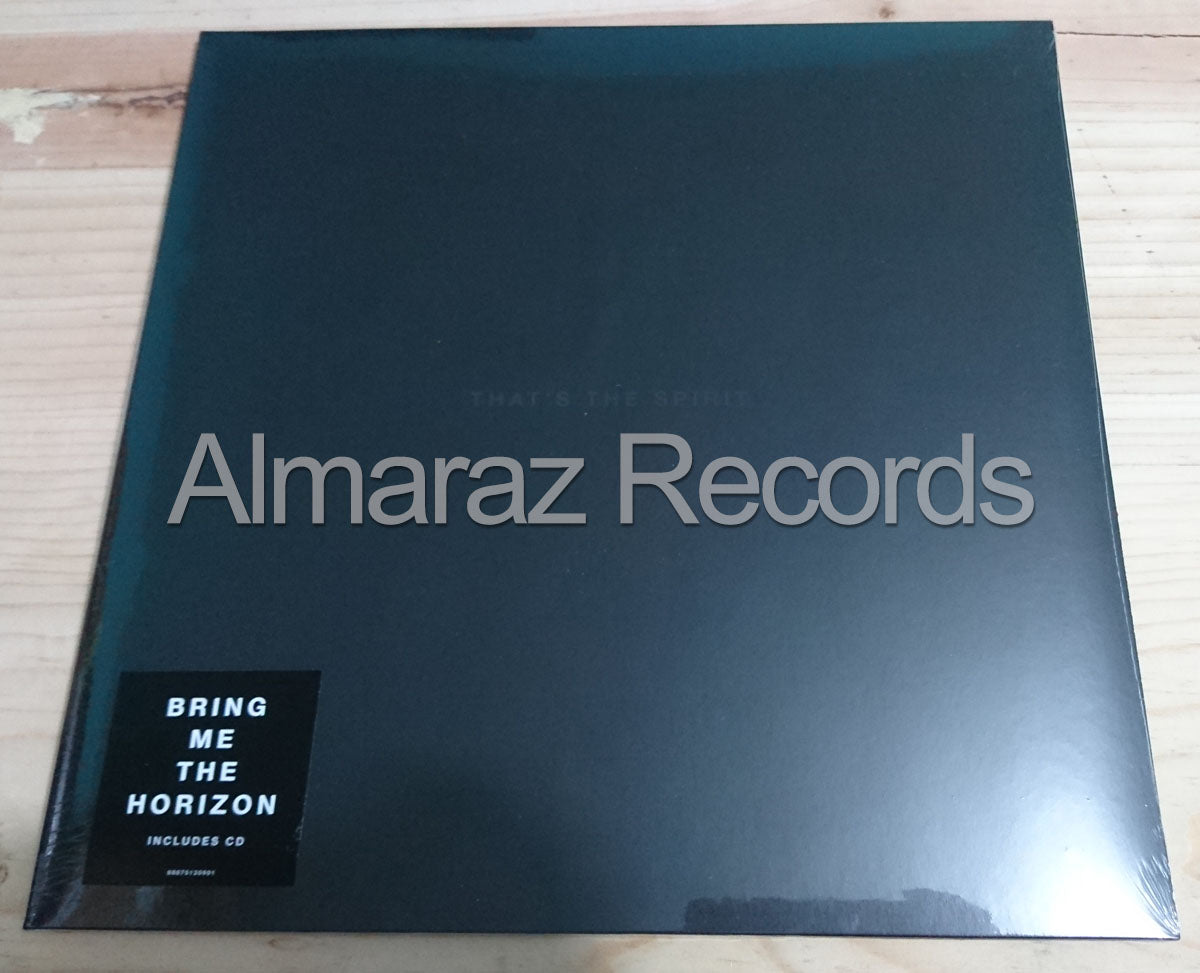 THAT'S THE SPIRIT
Almaraz Records
BRING
ME
THE
HORIZON
INCLUDES CD